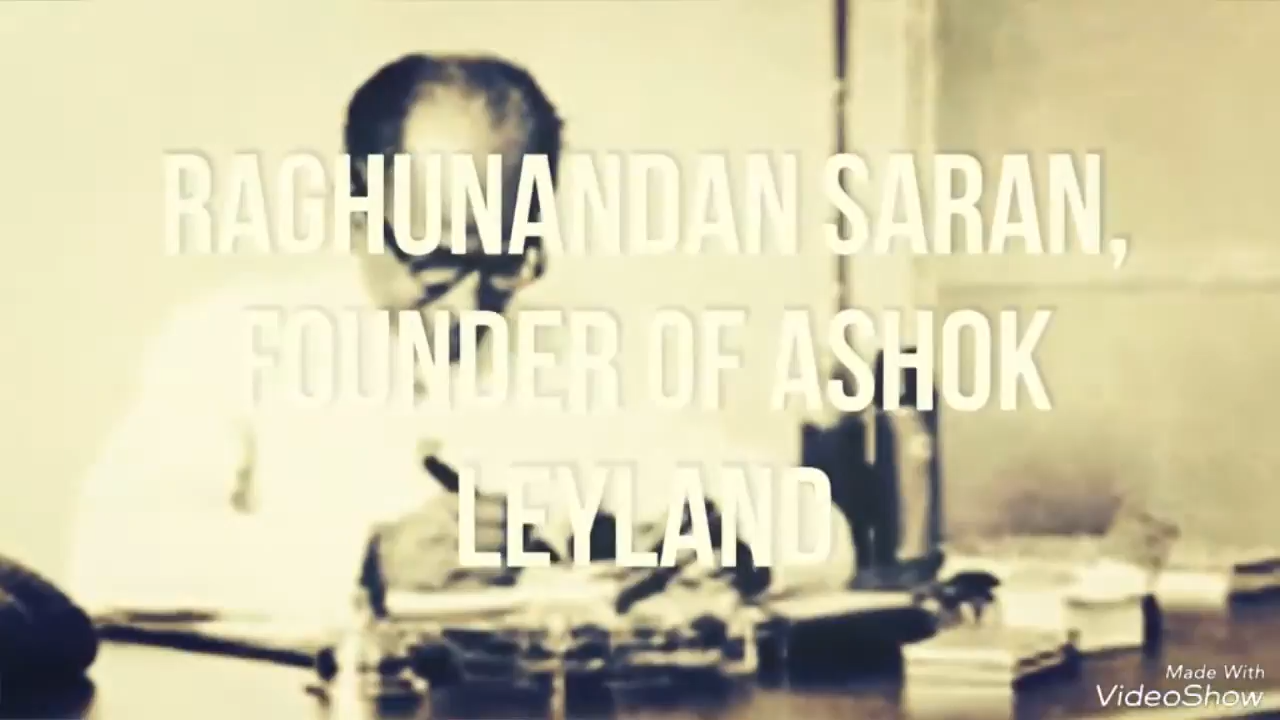 RAGHUNANDAN SARAN,
FOUNDER OF ASHOK
LEYLAND
Made With
VideoShow